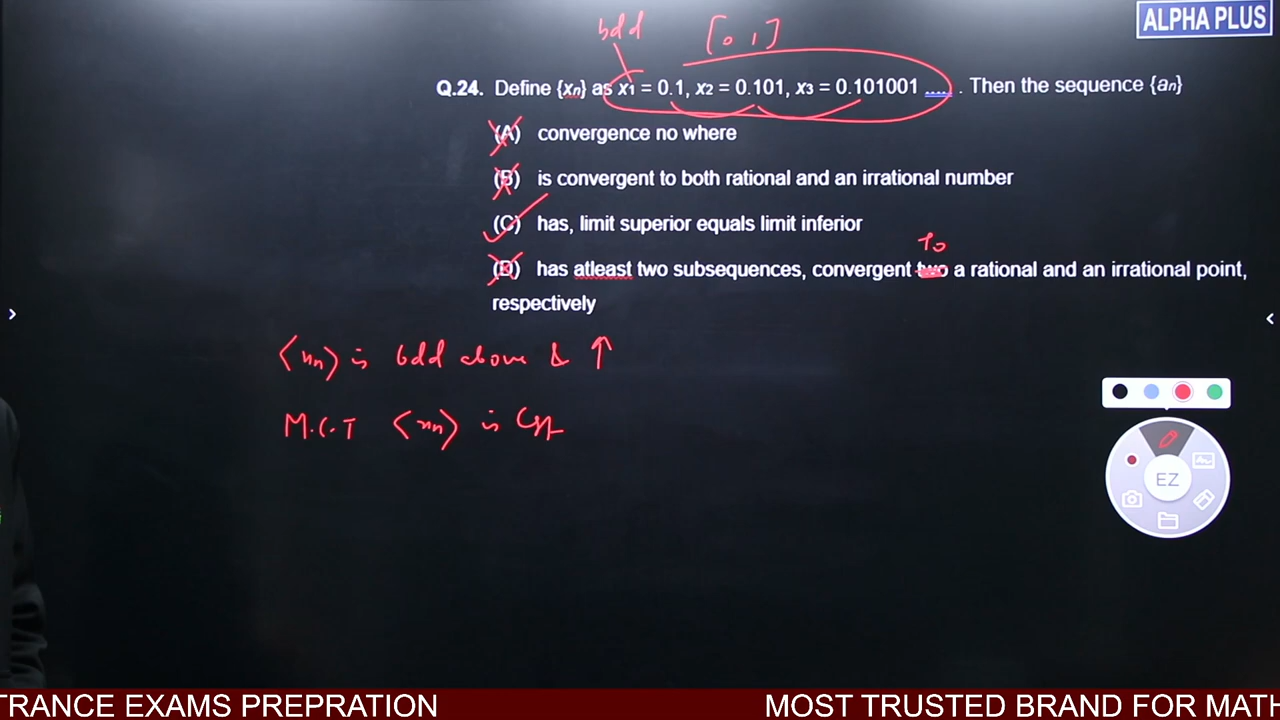 ALPHA PLUS
bdd [0 1]
Q.24. Define {xn} as x1 = 0.1, x2 = 0.101, x3 = 0.101001 ..... . Then the sequence {an}
(A) convergence no where
(B) is convergent to both rational and an irrational number
(C) has, limit superior equals limit inferior
To
(D) has atleast two subsequences, convergent two a rational and an irrational point,
respectively
⟨xn⟩ is bdd above & ↑
M.C.T ⟨xn⟩ is Cgt
EZ
TRANCE EXAMS PREPRATION MOST TRUSTED BRAND FOR MATH